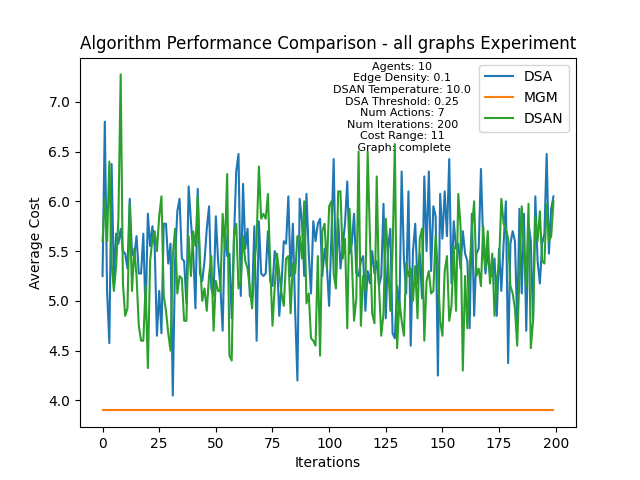 Algorithm Performance Comparison - all graphs Experiment
Agents: 10
Edge Density: 0.1
DSAN Temperature: 10.0
DSA Threshold: 0.25
Num Actions: 7
Num Iterations: 200
Cost Range: 11
Graph: complete
DSA
MGM
DSAN
Average Cost
7.0
6.5
6.0
5.5
5.0
4.5
4.0
0 25 50 75 100 125 150 175 200
Iterations